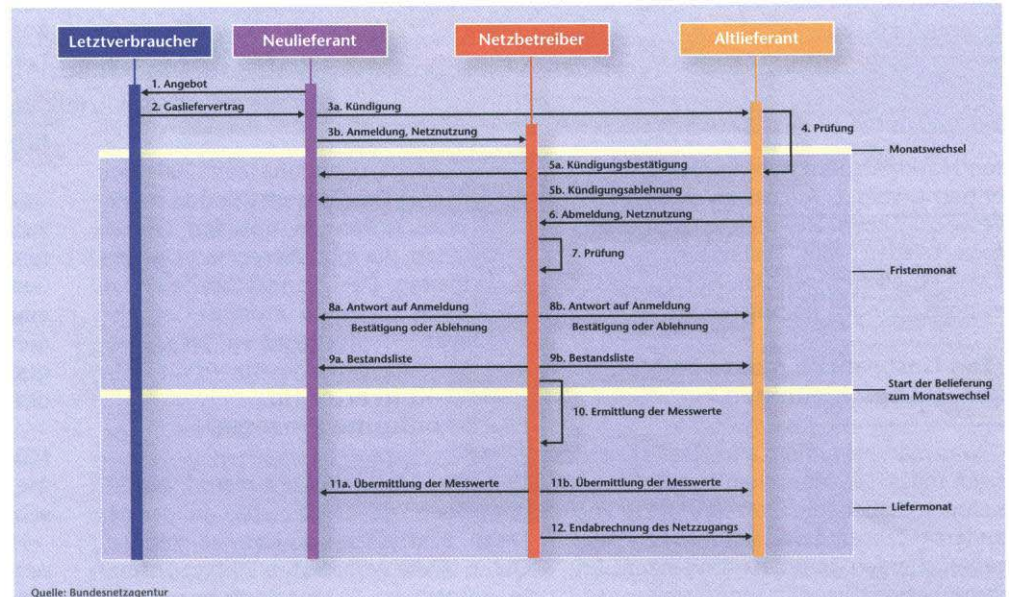 Letztverbraucher
Neulieferant
Netzbetreiber
Altlieferant
1. Angebot
2. Gasliefervertrag
3a. Kündigung
3b. Anmeldung, Netznutzung
4. Prüfung
Monatswechsel
5a. Kündigungsbestätigung
5b. Kündigungsablehnung
6. Abmeldung, Netznutzung
7. Prüfung
Fristenmonat
8a. Antwort auf Anmeldung
Bestätigung oder Ablehnung
8b. Antwort auf Anmeldung
Bestätigung oder Ablehnung
9a. Bestandsliste
9b. Bestandsliste
Start der Belieferung
zum Monatswechsel
10. Ermittlung der Messwerte
11a. Übermittlung der Messwerte
11b. Übermittlung der Messwerte
Liefermonat
12. Endabrechnung des Netzzugangs
Quelle: Bundesnetzagentur